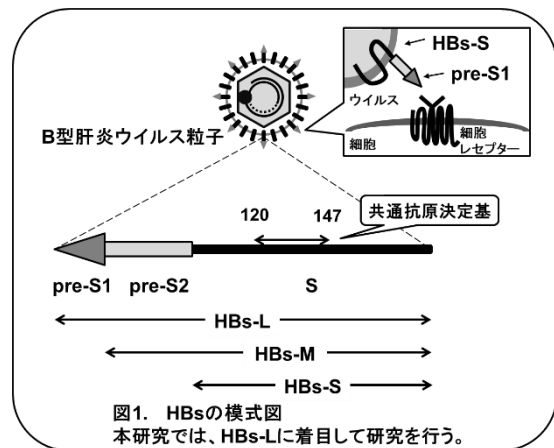 HBs-S
pre-S1
ウイルス
細胞
細胞
レセプター
B型肝炎ウイルス粒子
共通抗原決定基
120 147
pre-S1 pre-S2 S
HBs-L
HBs-M
HBs-S
図1. HBsの模式図
本研究では、HBs-Lに着目して研究を行う。